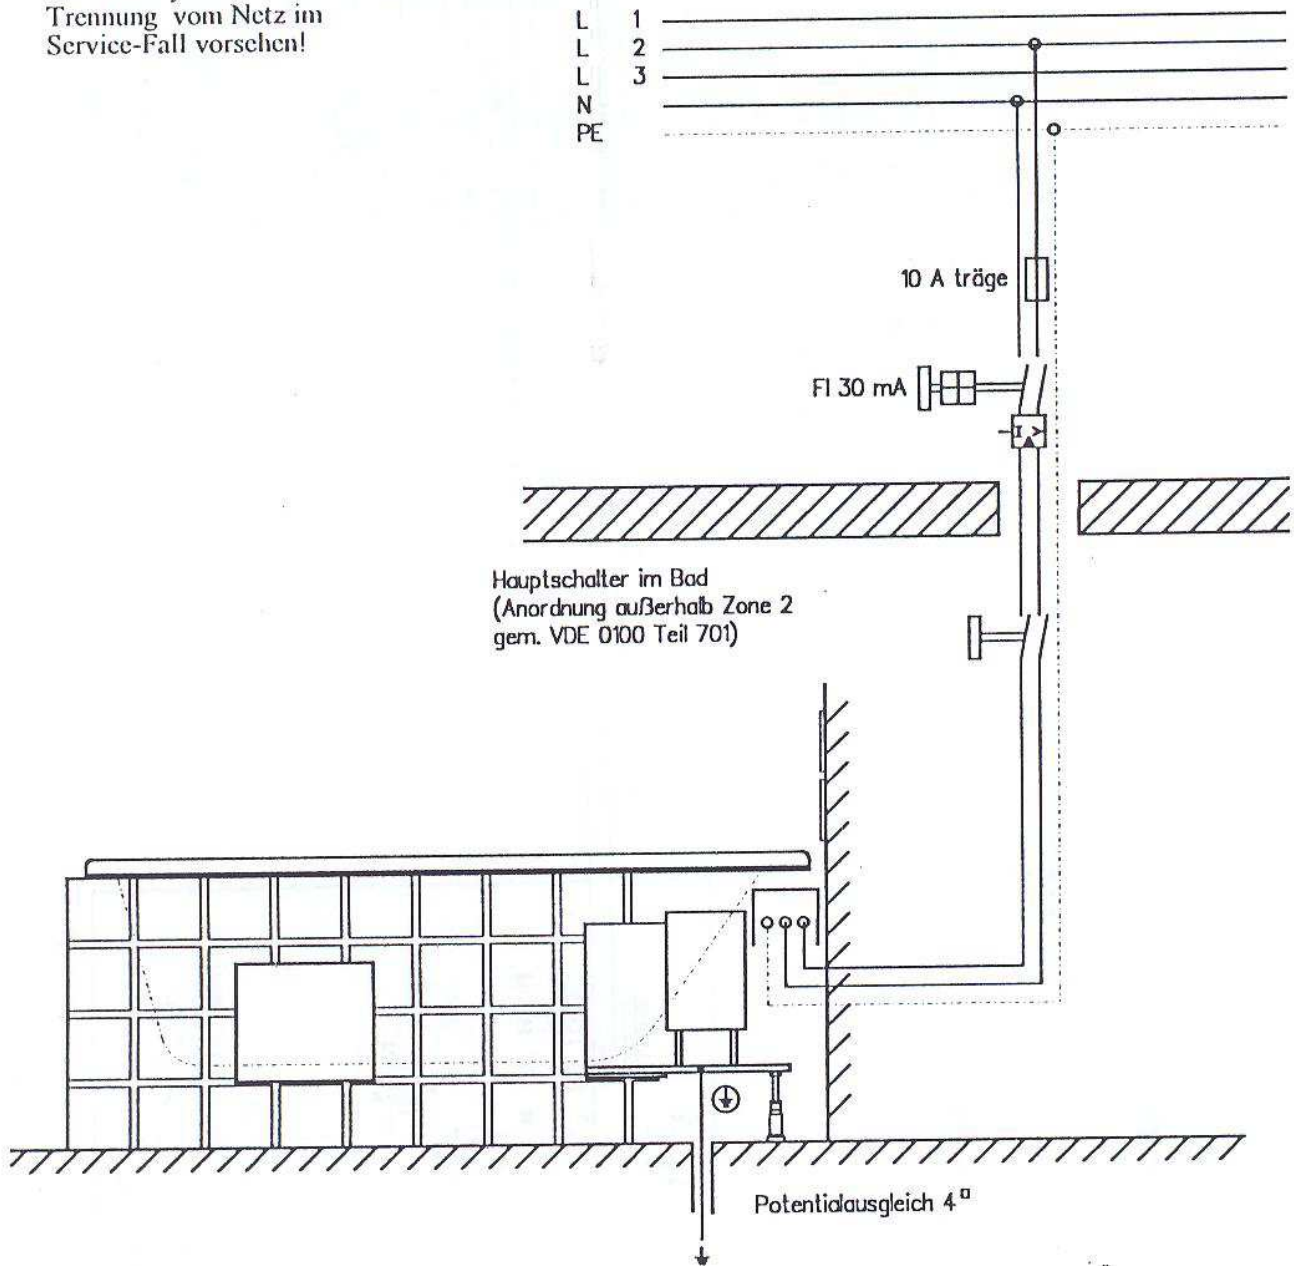 Trennung vom Netz im
Service-Fall vorsehen!
L 1
L 2
L 3
N
PE
10 A träge
FI 30 mA
I >
Hauptschalter im Bad
(Anordnung außerhalb Zone 2
gem. VDE 0100 Teil 701)
Potentialausgleich 4□